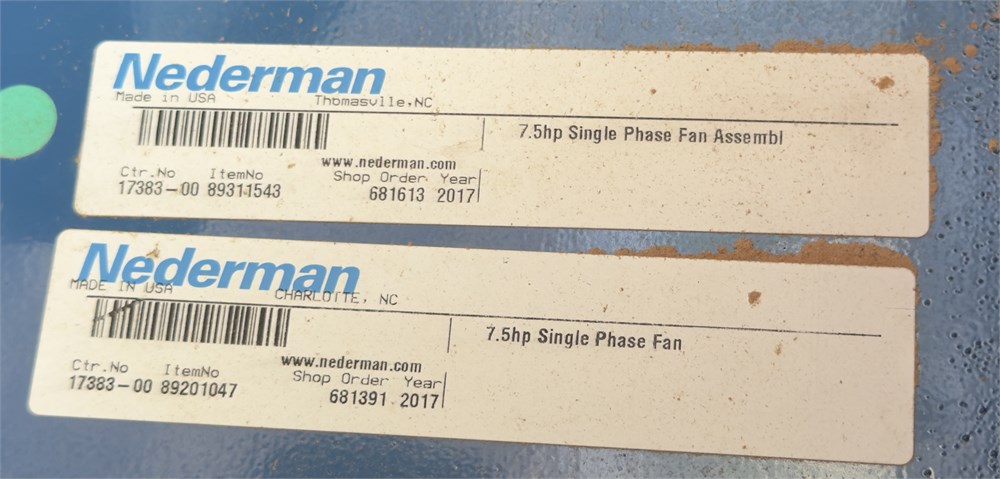 Nederman
Made in USA Thomasvlle,NC
7.5hp Single Phase Fan Assembl
www.nederman.com
Ctr.No ItemNo Shop Order Year
17383-00 89311543 681613 2017
Nederman
MADE IN USA CHARLOTTE, NC
7.5hp Single Phase Fan
www.nederman.com
Ctr.No ItemNo Shop Order Year
17383-00 89201047 681391 2017